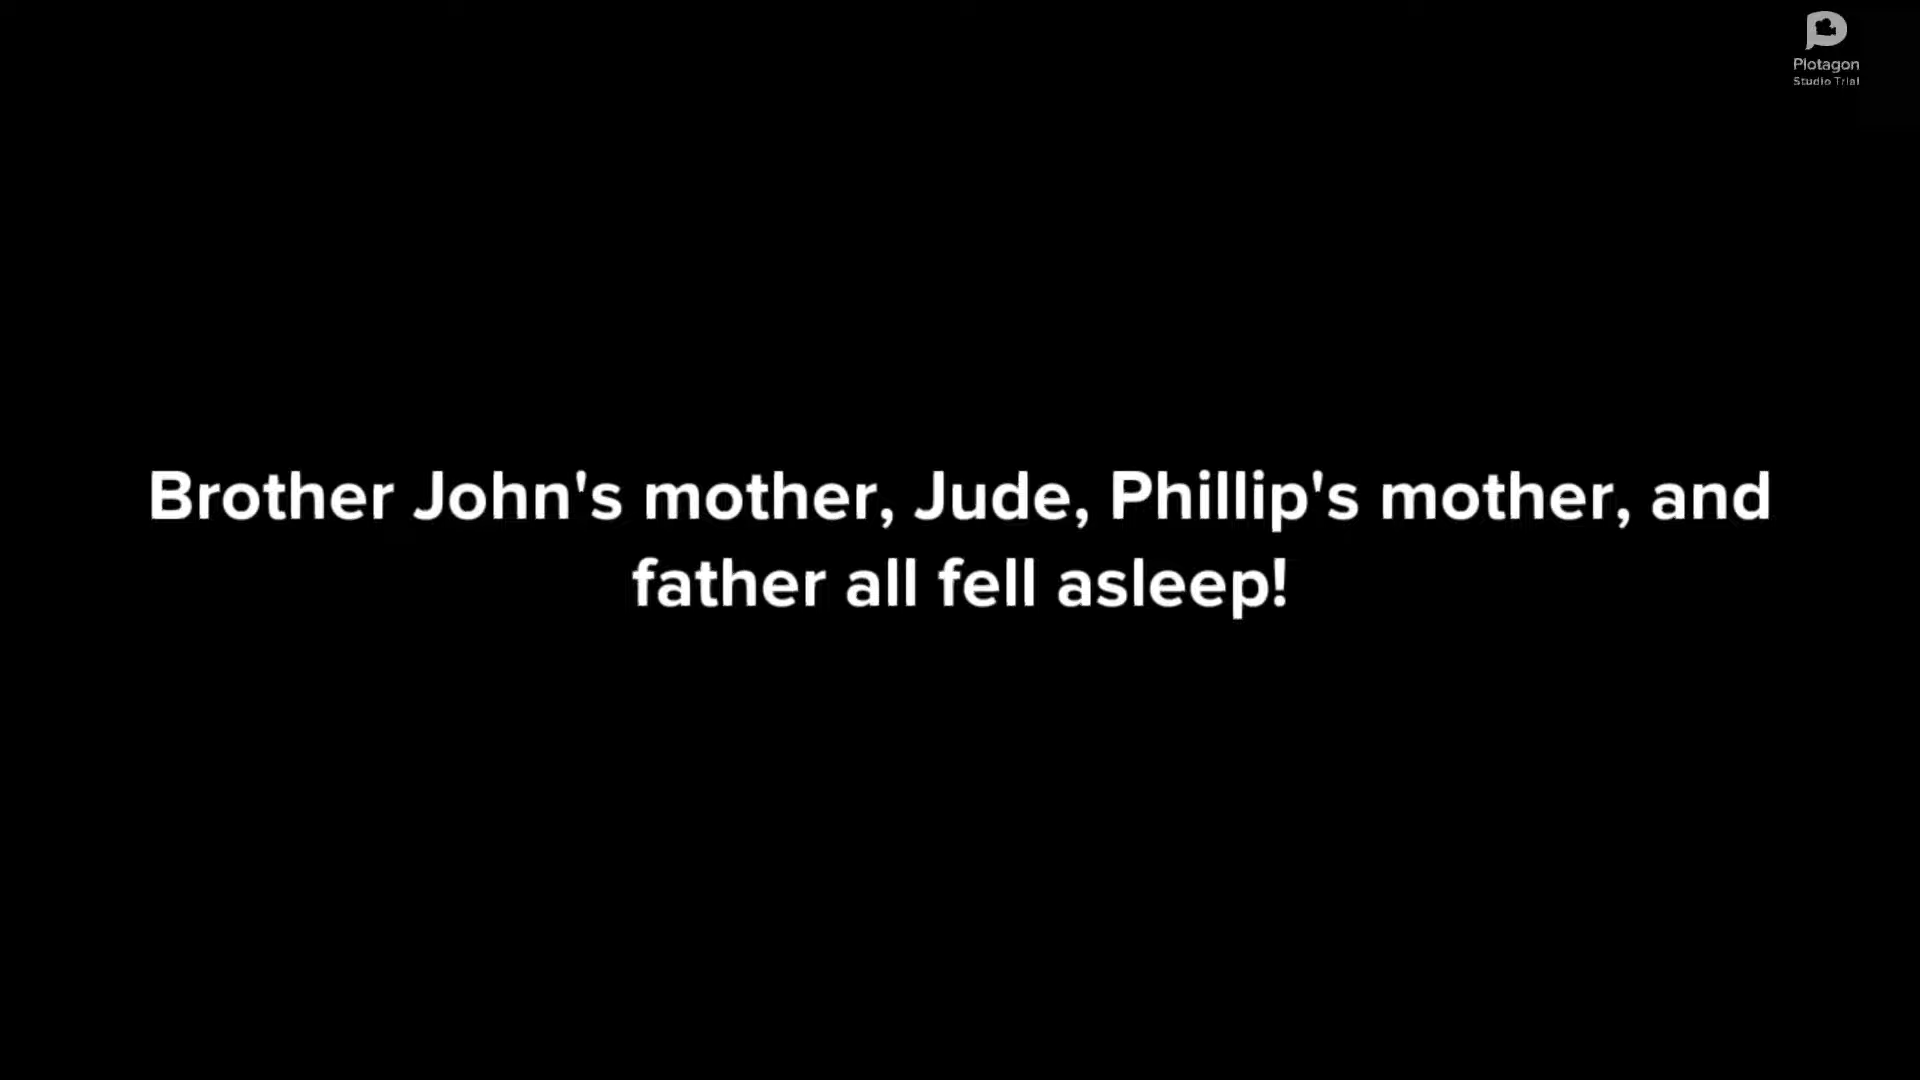 Plotagon
Studio Trial
Brother John's mother, Jude, Phillip's mother, and
father all fell asleep!